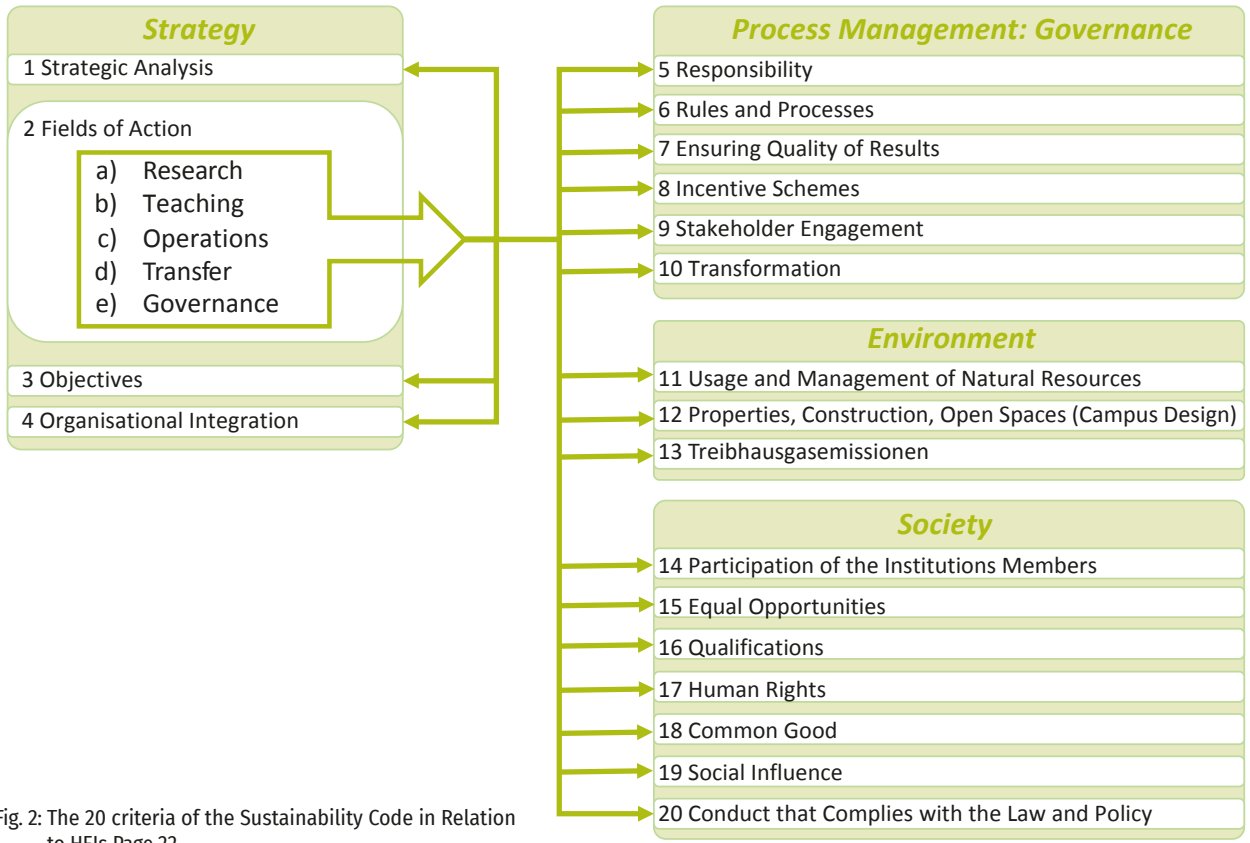 Strategy
1 Strategic Analysis
2 Fields of Action
a) Research
b) Teaching
c) Operations
d) Transfer
e) Governance
3 Objectives
4 Organisational Integration
Process Management: Governance
5 Responsibility
6 Rules and Processes
7 Ensuring Quality of Results
8 Incentive Schemes
9 Stakeholder Engagement
10 Transformation
Environment
11 Usage and Management of Natural Resources
12 Properties, Construction, Open Spaces (Campus Design)
13 Treibhausgasemissionen
Society
14 Participation of the Institutions Members
15 Equal Opportunities
16 Qualifications
17 Human Rights
18 Common Good
19 Social Influence
20 Conduct that Complies with the Law and Policy
Fig. 2: The 20 criteria of the Sustainability Code in Relation
to HEIs Page 22